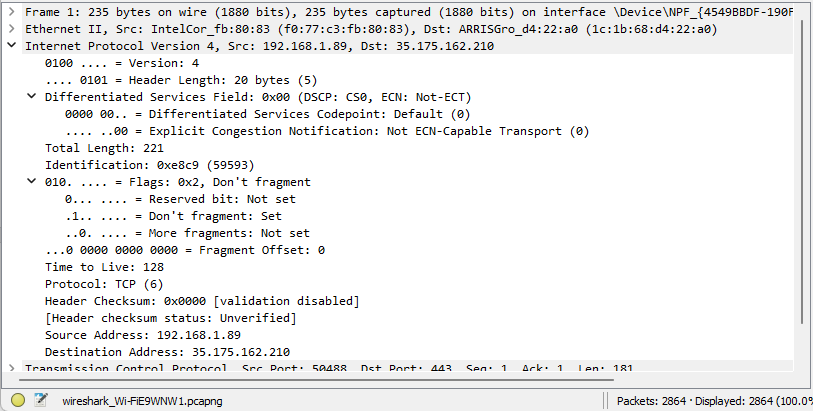 Frame 1: 235 bytes on wire (1880 bits), 235 bytes captured (1880 bits) on interface \Device\NPF_{4549BBDF-190F
Ethernet II, Src: IntelCor_fb:80:83 (f0:77:c3:fb:80:83), Dst: ARRISGro_d4:22:a0 (1c:1b:68:d4:22:a0)
Internet Protocol Version 4, Src: 192.168.1.89, Dst: 35.175.162.210
0100 .... = Version: 4
.... 0101 = Header Length: 20 bytes (5)
Differentiated Services Field: 0x00 (DSCP: CS0, ECN: Not-ECT)
0000 00.. = Differentiated Services Codepoint: Default (0)
.... ..00 = Explicit Congestion Notification: Not ECN-Capable Transport (0)
Total Length: 221
Identification: 0xe8c9 (59593)
010. .... = Flags: 0x2, Don't fragment
0... .... = Reserved bit: Not set
.1.. .... = Don't fragment: Set
..0. .... = More fragments: Not set
...0 0000 0000 0000 = Fragment Offset: 0
Time to Live: 128
Protocol: TCP (6)
Header Checksum: 0x0000 [validation disabled]
[Header checksum status: Unverified]
Source Address: 192.168.1.89
Destination Address: 35.175.162.210
Transmission Control Protocol, Src Port: 50488, Dst Port: 443, Seq: 1, Ack: 1, Len: 181
wireshark_Wi-FiE9WNW1.pcapng
Packets: 2864 · Displayed: 2864 (100.0%